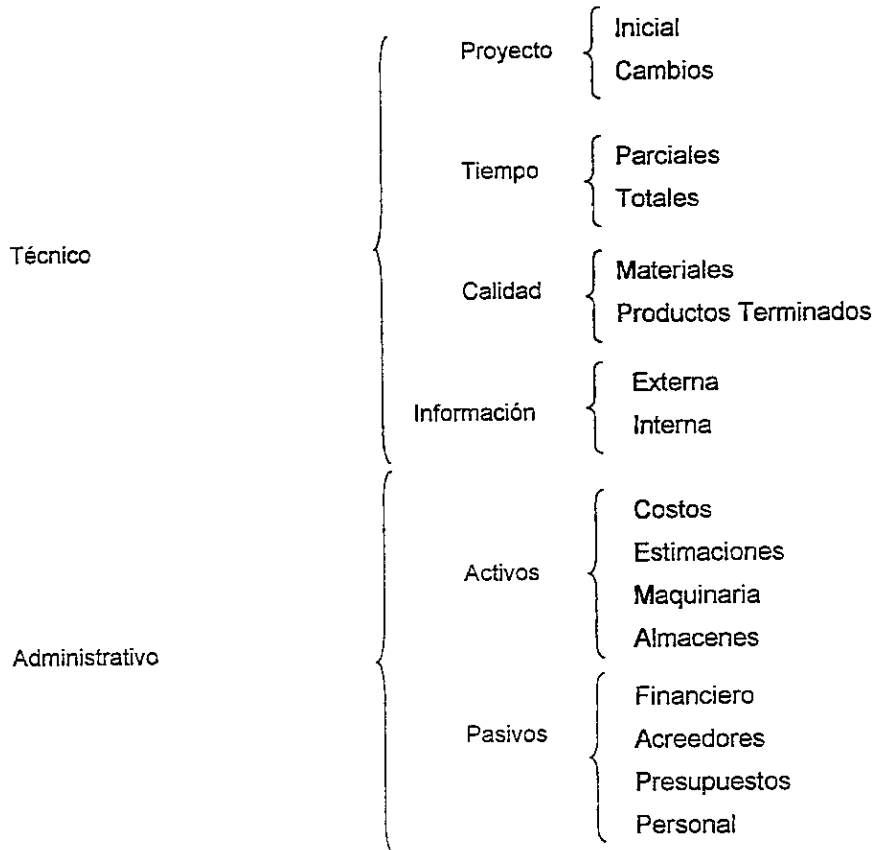 Técnico
Proyecto
Inicial
Cambios
Tiempo
Parciales
Totales
Calidad
Materiales
Productos Terminados
Información
Externa
Interna
Administrativo
Activos
Costos
Estimaciones
Maquinaria
Almacenes
Pasivos
Financiero
Acreedores
Presupuestos
Personal